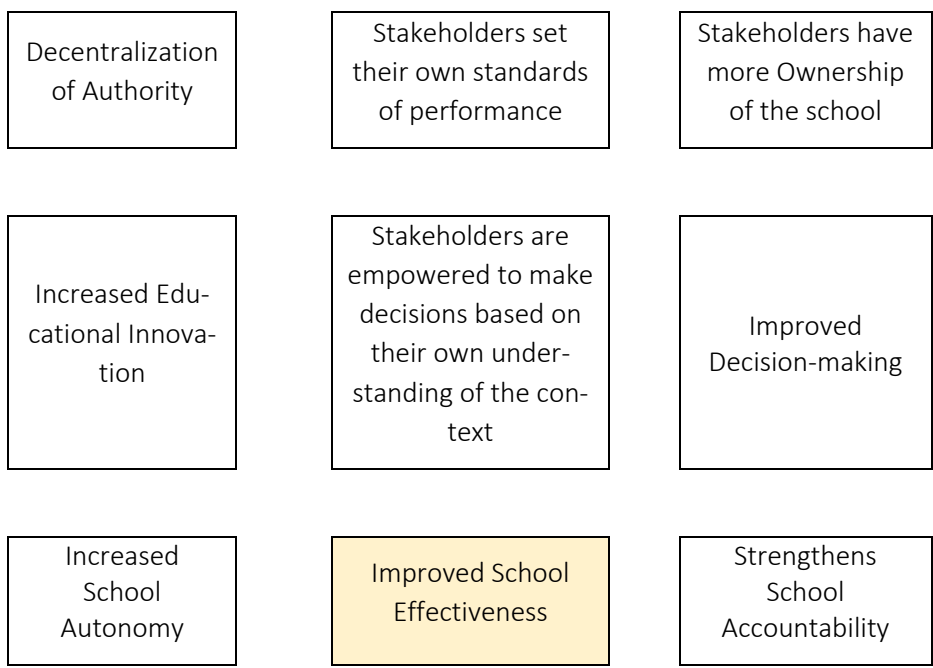 Decentralization
of Authority
Stakeholders set
their own standards
of performance
Stakeholders have
more Ownership
of the school
Increased Edu-
cational Innova-
tion
Stakeholders are
empowered to make
decisions based on
their own under-
standing of the con-
text
Improved
Decision-making
Increased
School
Autonomy
Improved School
Effectiveness
Strengthens
School
Accountability